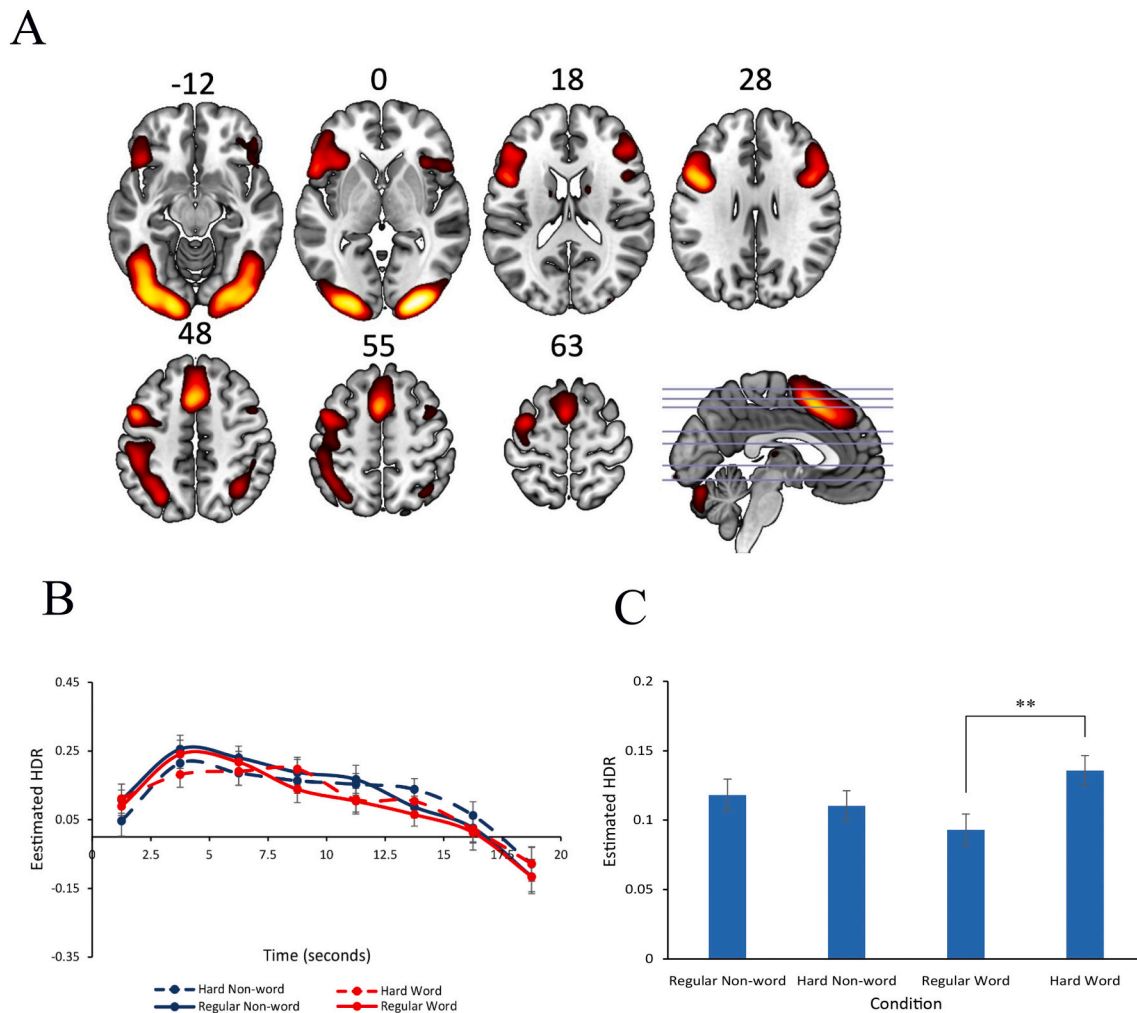 A
-12 0 18 28
48 55 63
B
C
0.45
0.25
0.05
-0.15
-0.35
Eestimated HDR
0 2.5 5 7.5 10 12.5 15 17.5 20
Time (seconds)
Hard Non-word Hard Word
Regular Non-word Regular Word
0.2
0.15
0.1
0.05
0
Estimated HDR
**
Regular Non-word Hard Non-word Regular Word Hard Word
Condition